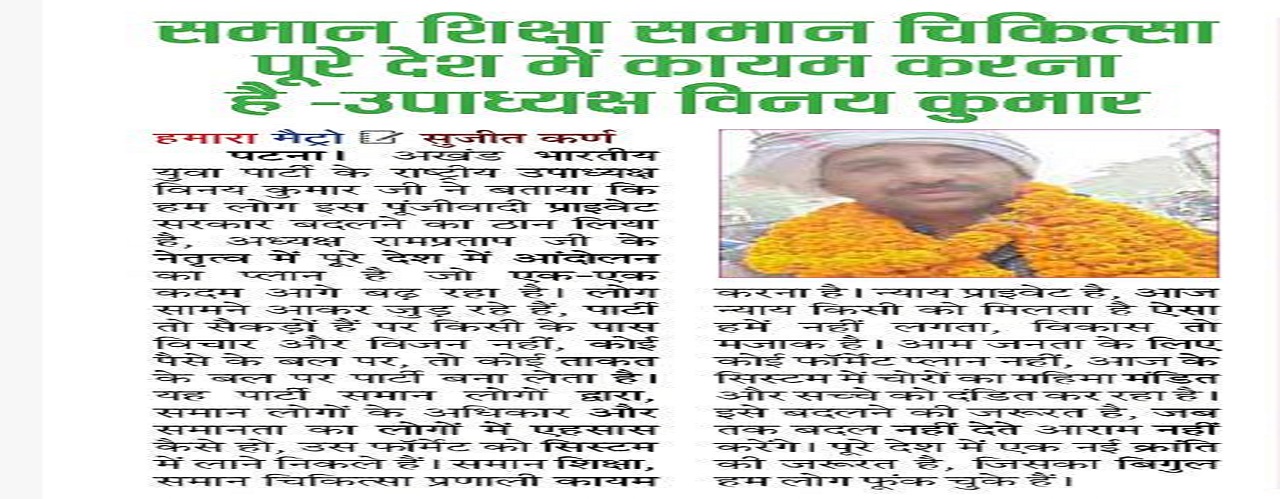 समान शिक्षा समान चिकित्सा
पूरे देश में कायम करना
है -उपाध्यक्ष विनय कुमार
हमारा मैट्रो सुजीत कर्ण
पटना। अखंड भारतीय
युवा पार्टी के राष्ट्रीय उपाध्यक्ष
विनय कुमार जी ने बताया कि
हम लोग इस पूंजीवादी प्राइवेट
सरकार बदलने का ठान लिया
है, अध्यक्ष रामप्रताप जी के
नेतृत्व में पूरे देश में आंदोलन
का प्लान है जो एक-एक
कदम आगे बढ़ रहा है। लोग
सामने आकर जुड़ रहे हैं, पार्टी
तो सैकड़ों हैं पर किसी के पास
विचार और विजन नहीं, कोई
पैसे के बल पर, तो कोई ताकत
के बल पर पार्टी बना लेता है।
यह पार्टी समान लोगों द्वारा,
समान लोगों के अधिकार और
समानता का लोगों में एहसास
कैसे हो, उस फॉर्मेट को सिस्टम
में लाने निकले हैं। समान शिक्षा,
समान चिकित्सा प्रणाली कायम
करना है। न्याय प्राइवेट है, आज
न्याय किसी को मिलता है ऐसा
हमें नहीं लगता, विकास तो
मजाक है। आम जनता के लिए
कोई फॉर्मेट प्लान नहीं, आज के
सिस्टम में चोरों का महिमा मंडित
और सच्चे को दंडित कर रहा है।
इसे बदलने की जरूरत है, जब
तक बदल नहीं देते आराम नहीं
करेंगे। पूरे देश में एक नई क्रांति
की जरूरत है, जिसका बिगुल
हम लोग फूंक चुके हैं।